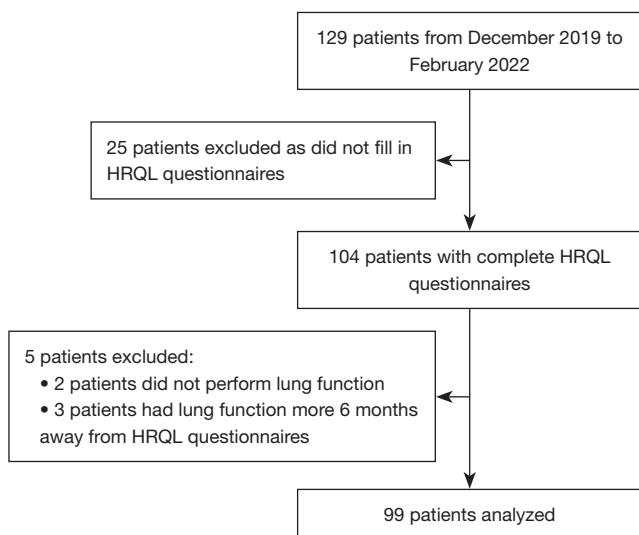 129 patients from December 2019 to
February 2022
25 patients excluded as did not fill in
HRQL questionnaires
104 patients with complete HRQL
questionnaires
5 patients excluded:
• 2 patients did not perform lung function
• 3 patients had lung function more 6 months
away from HRQL questionnaires
99 patients analyzed